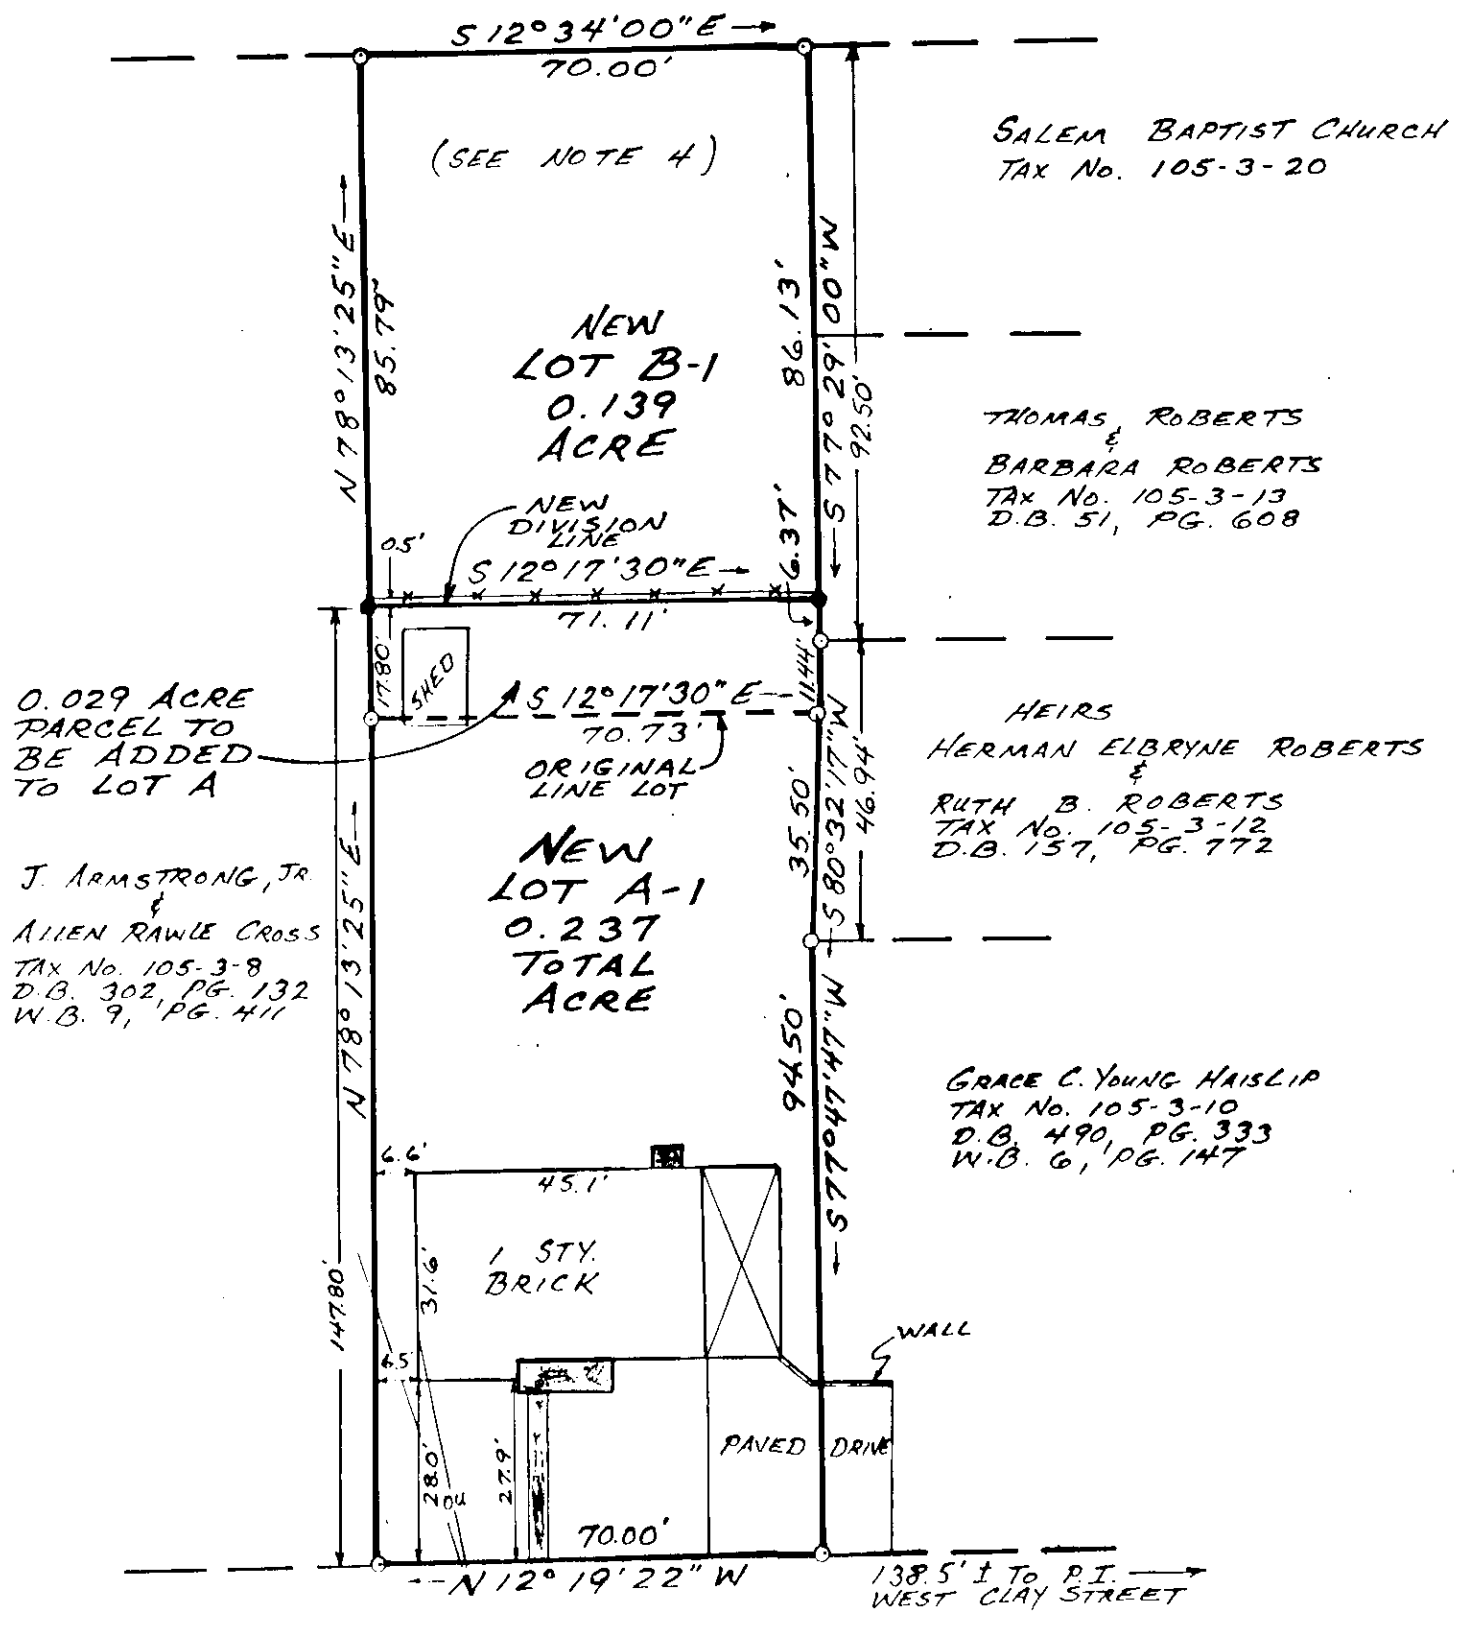 S 12° 34' 00" E
70.00'
(SEE NOTE 4)
SALEM BAPTIST CHURCH
TAX No. 105-3-20
N 78° 13' 25" E
85.79'
86.13'
S 77° 29' 00" W
92.50'
NEW
LOT B-1
0.139
ACRE
THOMAS ROBERTS
&
BARBARA ROBERTS
TAX No. 105-3-13
D.B. 51, PG. 608
NEW
DIVISION
LINE
0.5'
6.37'
S 12° 17' 30" E
71.11'
17.80'
SHED
11.44'
S 12° 17' 30" E
70.73'
ORIGINAL
LINE LOT
0.029 ACRE
PARCEL TO
BE ADDED
TO LOT A
HEIRS
HERMAN ELBRYNE ROBERTS
&
RUTH B. ROBERTS
TAX No. 105-3-12
D.B. 157, PG. 772
35.50'
S 80° 32' 17" W
46.94'
NEW
LOT A-1
0.237
TOTAL
ACRE
J. ARMSTRONG, JR.
&
ALLEN RAWLE CROSS
TAX No. 105-3-8
D.B. 302, PG. 132
W.B. 9, PG. 411
N 78° 13' 25" E
147.80'
94.50'
GRACE C. YOUNG HAISLIP
TAX No. 105-3-10
D.B. 490, PG. 333
W.B. 6, PG. 147
6.6'
45.1'
1 STY.
BRICK
31.6'
WALL
6.5
28.0'
OU
27.9'
PAVED DRIVE
70.00'
N 12° 19' 22" W
138.5' ± TO P.I.
WEST CLAY STREET